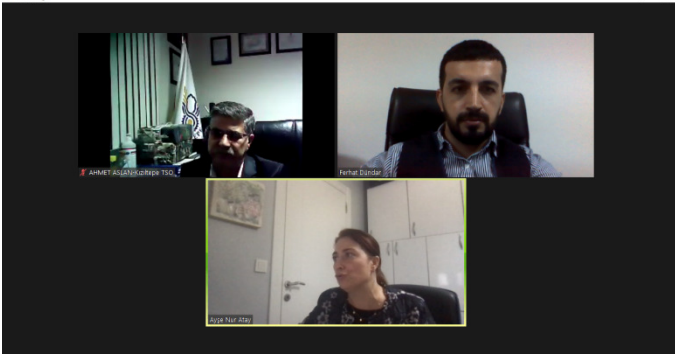 AHMET ASLAN-Kızıltepe TSO
Ferhat Dündar
Ayşe Nur Atay